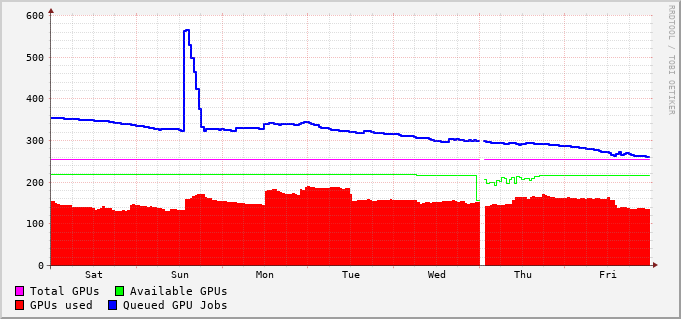 600
500
400
300
200
100
0
Sat Sun Mon Tue Wed Thu Fri
Total GPUs Available GPUs
GPUs used Queued GPU Jobs
RRDTOOL / TOBI OETIKER